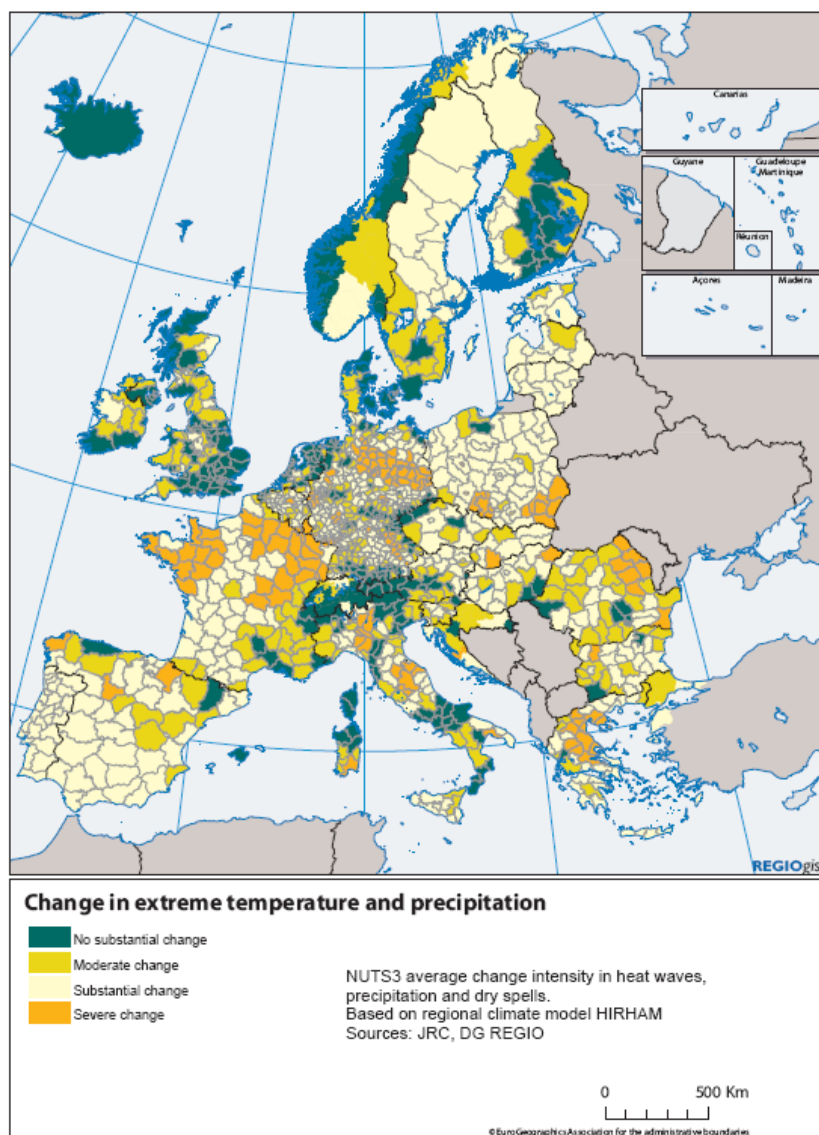 Canarias
Guyane
Guadeloupe
Martinique
Réunion
Açores
Madeira
REGIOgis
Change in extreme temperature and precipitation
No substantial change
Moderate change
Substantial change
Severe change
NUTS3 average change intensity in heat waves,
precipitation and dry spells.
Based on regional climate model HIRHAM
Sources: JRC, DG REGIO
0 500 Km
© EuroGeographics Association for the administrative boundaries